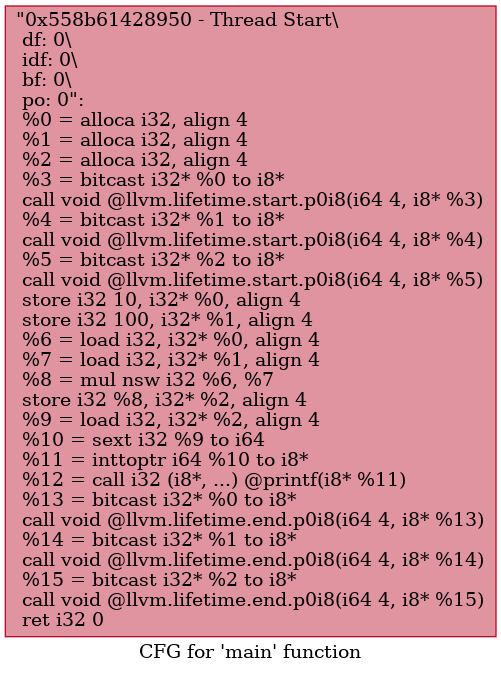 "0x558b61428950 - Thread Start\
df: 0\
idf: 0\
bf: 0\
po: 0":
%0 = alloca i32, align 4
%1 = alloca i32, align 4
%2 = alloca i32, align 4
%3 = bitcast i32* %0 to i8*
call void @llvm.lifetime.start.p0i8(i64 4, i8* %3)
%4 = bitcast i32* %1 to i8*
call void @llvm.lifetime.start.p0i8(i64 4, i8* %4)
%5 = bitcast i32* %2 to i8*
call void @llvm.lifetime.start.p0i8(i64 4, i8* %5)
store i32 10, i32* %0, align 4
store i32 100, i32* %1, align 4
%6 = load i32, i32* %0, align 4
%7 = load i32, i32* %1, align 4
%8 = mul nsw i32 %6, %7
store i32 %8, i32* %2, align 4
%9 = load i32, i32* %2, align 4
%10 = sext i32 %9 to i64
%11 = inttoptr i64 %10 to i8*
%12 = call i32 (i8*, ...) @printf(i8* %11)
%13 = bitcast i32* %0 to i8*
call void @llvm.lifetime.end.p0i8(i64 4, i8* %13)
%14 = bitcast i32* %1 to i8*
call void @llvm.lifetime.end.p0i8(i64 4, i8* %14)
%15 = bitcast i32* %2 to i8*
call void @llvm.lifetime.end.p0i8(i64 4, i8* %15)
ret i32 0
CFG for 'main' function